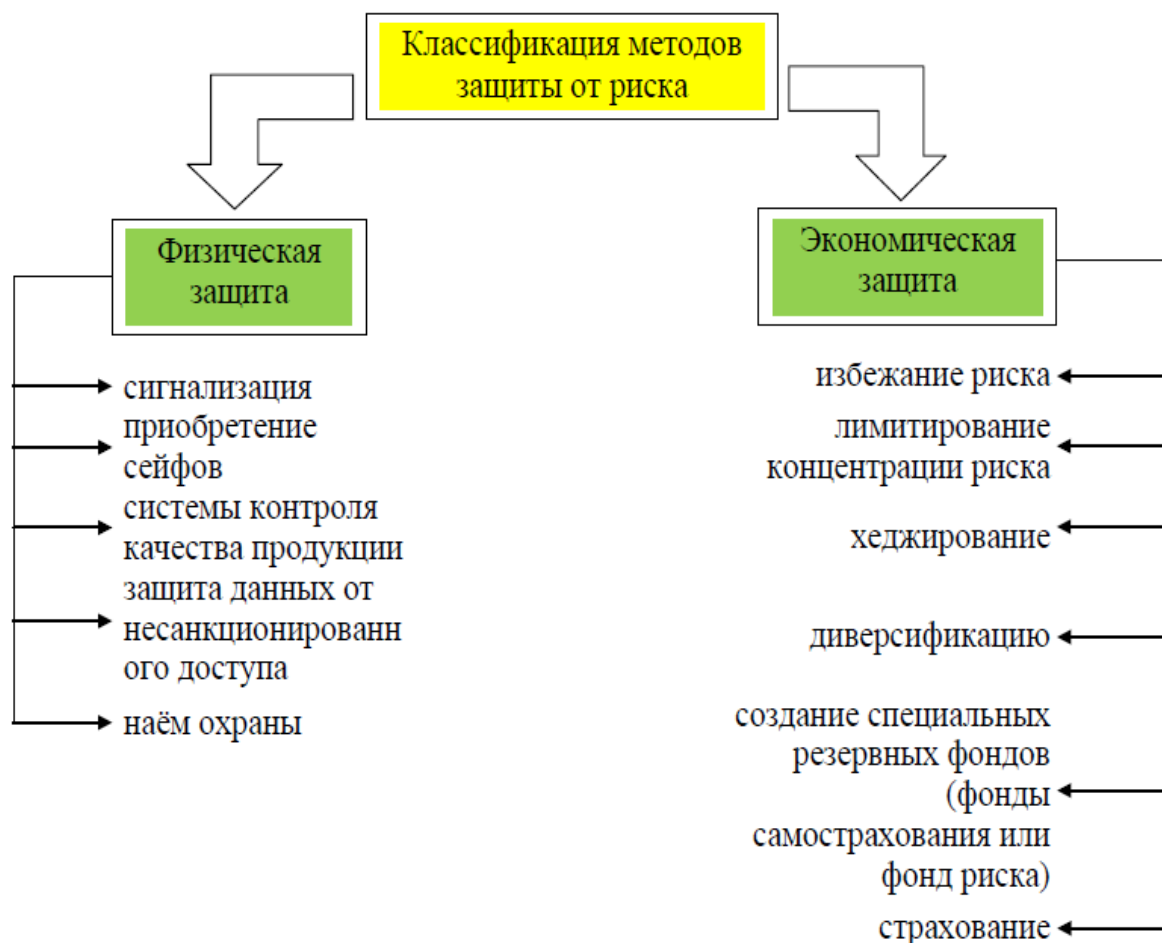 Классификация методов
защиты от риска
Физическая
защита
сигнализация
приобретение
сейфов
системы контроля
качества продукции
защита данных от
несанкционированн
ого доступа
наём охраны
Экономическая
защита
избежание риска
лимитирование
концентрации риска
хеджирование
диверсификацию
создание специальных
резервных фондов
(фонды
самострахования или
фонд риска)
страхование